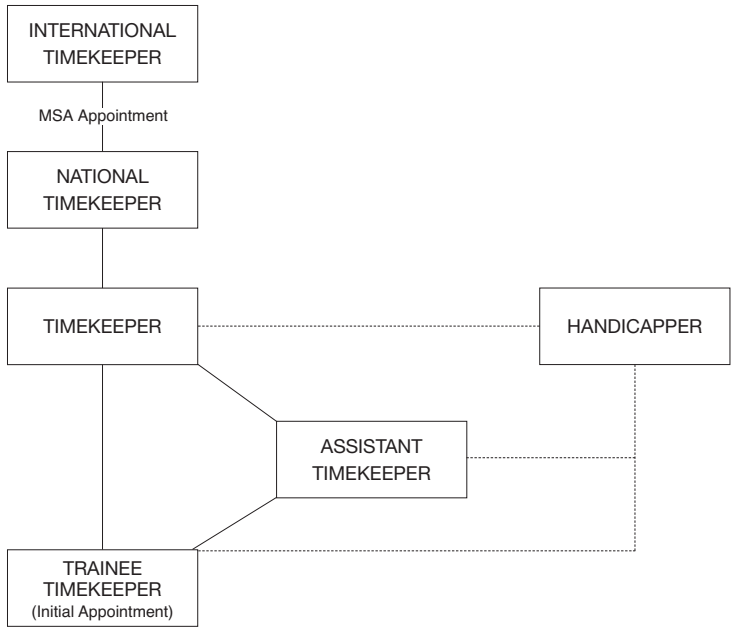 INTERNATIONAL
TIMEKEEPER
MSA Appointment
NATIONAL
TIMEKEEPER
TIMEKEEPER
HANDICAPPER
ASSISTANT
TIMEKEEPER
TRAINEE
TIMEKEEPER
(Initial Appointment)